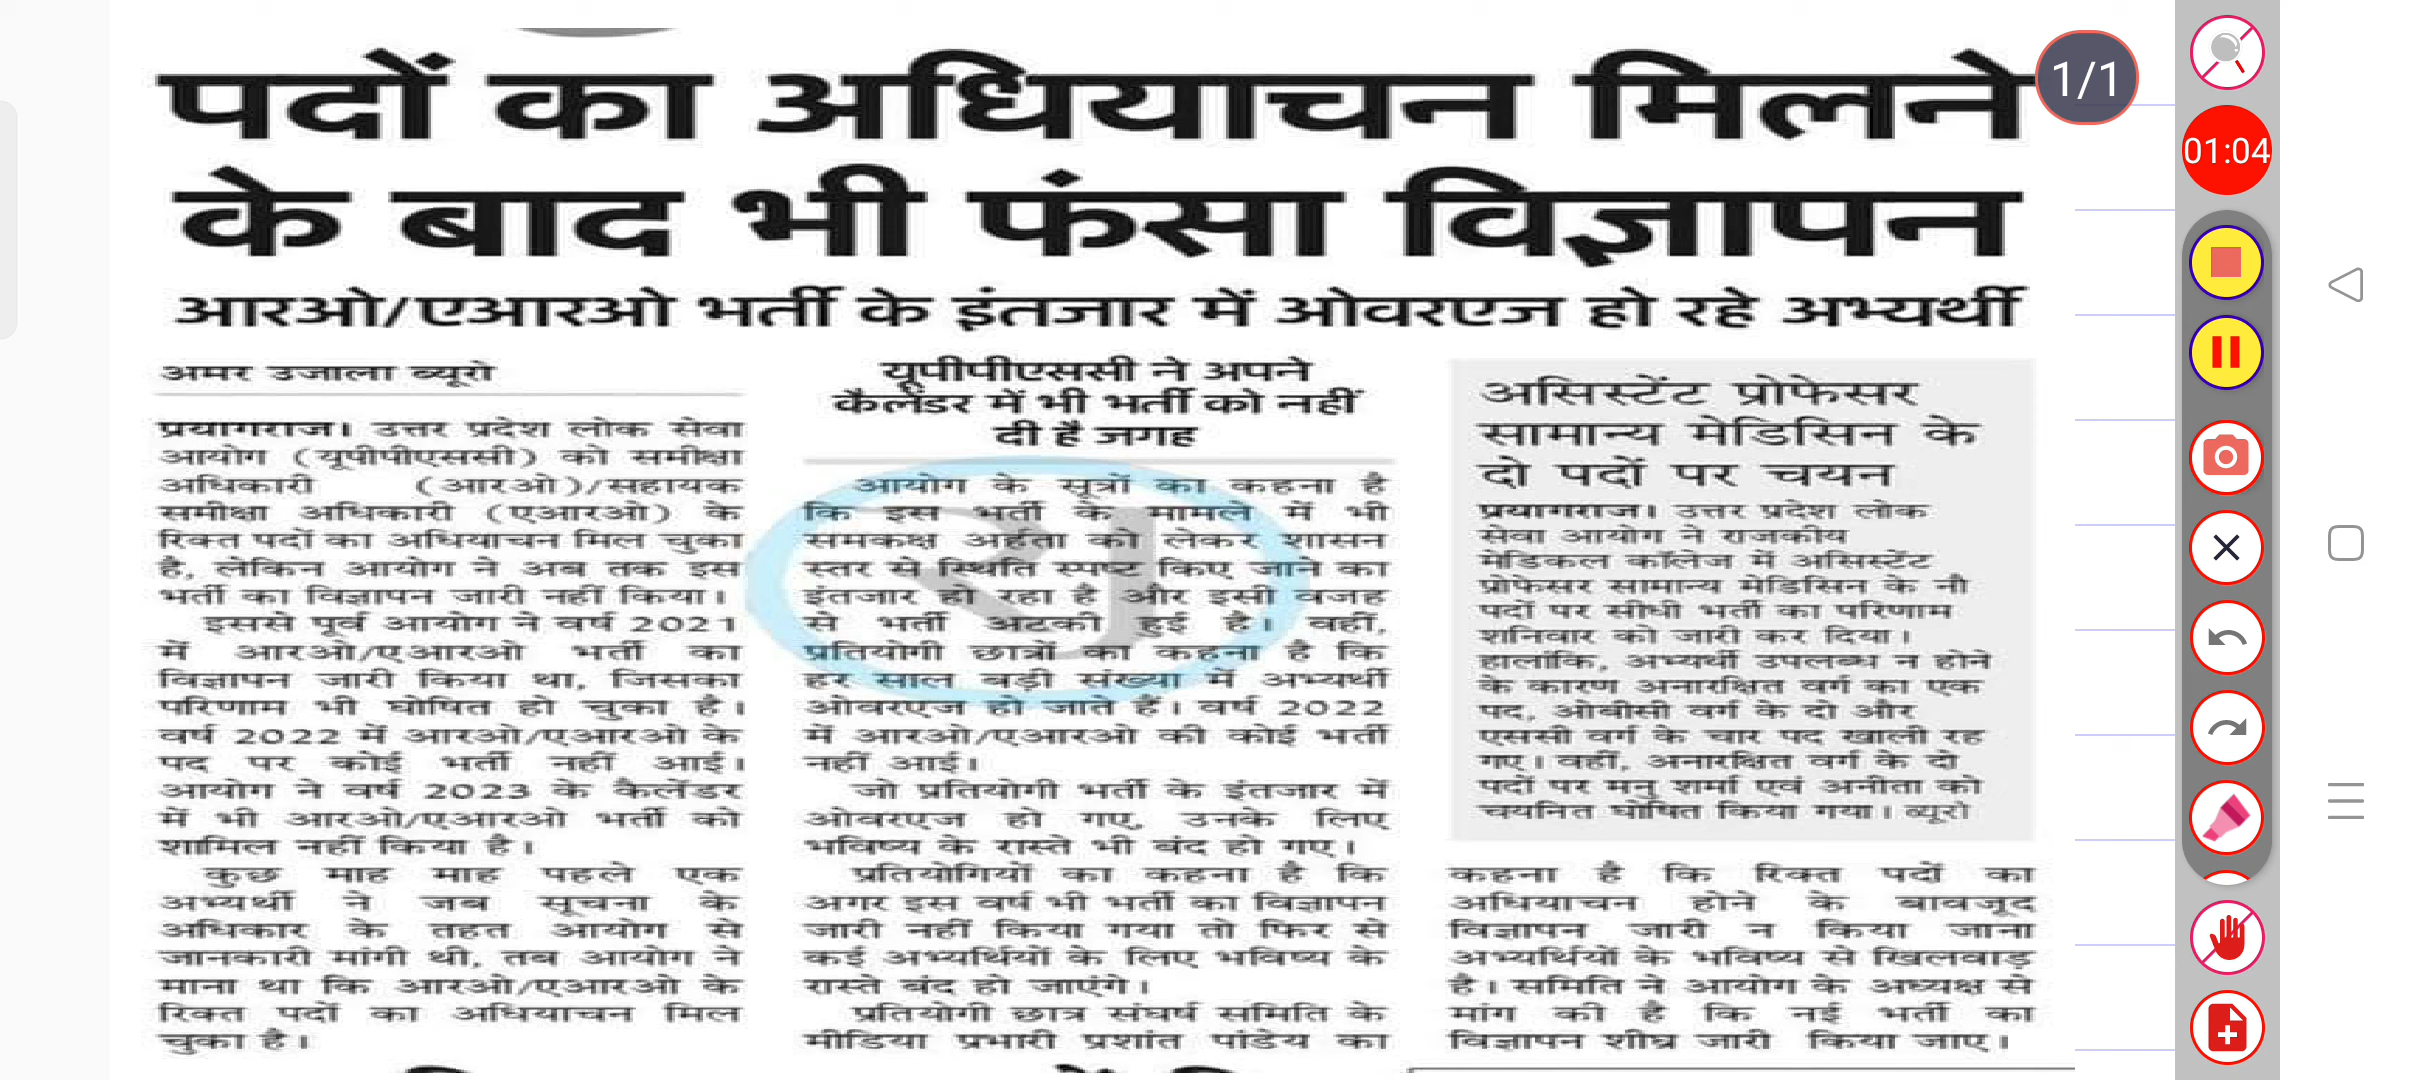 पदों का अधियाचन मिलने
के बाद भी फंसा विज्ञापन
आरओ/एआरओ भर्ती के इंतजार में ओवरएज हो रहे अभ्यर्थी
अमर उजाला ब्यूरो
प्रयागराज। उत्तर प्रदेश लोक सेवा
आयोग (यूपीपीएससी) को समीक्षा
अधिकारी (आरओ)/सहायक
समीक्षा अधिकारी (एआरओ) के
रिक्त पदों का अधियाचन मिल चुका
है, लेकिन आयोग ने अब तक इस
भर्ती का विज्ञापन जारी नहीं किया।
इससे पूर्व आयोग ने वर्ष 2021
में आरओ/एआरओ भर्ती का
विज्ञापन जारी किया था, जिसका
परिणाम भी घोषित हो चुका है।
वर्ष 2022 में आरओ/एआरओ के
पद पर कोई भर्ती नहीं आई।
आयोग ने वर्ष 2023 के कैलेंडर
में भी आरओ/एआरओ भर्ती को
शामिल नहीं किया है।
कुछ माह माह पहले एक
अभ्यर्थी ने जब सूचना के
अधिकार के तहत आयोग से
जानकारी मांगी थी, तब आयोग ने
माना था कि आरओ/एआरओ के
रिक्त पदों का अधियाचन मिल
चुका है।
यूपीपीएससी ने अपने
कैलेंडर में भी भर्ती को नहीं
दी है जगह
आयोग के सूत्रों का कहना है
कि इस भर्ती के मामले में भी
समकक्ष अर्हता को लेकर शासन
स्तर से स्थिति स्पष्ट किए जाने का
इंतजार हो रहा है और इसी वजह
से भर्ती अटकी हुई है। वहीं,
प्रतियोगी छात्रों का कहना है कि
हर साल बड़ी संख्या में अभ्यर्थी
ओवरएज हो जाते हैं। वर्ष 2022
में आरओ/एआरओ की कोई भर्ती
नहीं आई।
जो प्रतियोगी भर्ती के इंतजार में
ओवरएज हो गए, उनके लिए
भविष्य के रास्ते भी बंद हो गए।
प्रतियोगियों का कहना है कि
अगर इस वर्ष भी भर्ती का विज्ञापन
जारी नहीं किया गया तो फिर से
कई अभ्यर्थियों के लिए भविष्य के
रास्ते बंद हो जाएंगे।
प्रतियोगी छात्र संघर्ष समिति के
मीडिया प्रभारी प्रशांत पांडेय का
असिस्टेंट प्रोफेसर
सामान्य मेडिसिन के
दो पदों पर चयन
प्रयागराज। उत्तर प्रदेश लोक
सेवा आयोग ने राजकीय
मेडिकल कॉलेज में असिस्टेंट
प्रोफेसर सामान्य मेडिसिन के नौ
पदों पर सीधी भर्ती का परिणाम
शनिवार को जारी कर दिया।
हालांकि, अभ्यर्थी उपलब्ध न होने
के कारण अनारक्षित वर्ग का एक
पद, ओबीसी वर्ग के दो और
एससी वर्ग के चार पद खाली रह
गए। वहीं, अनारक्षित वर्ग के दो
पदों पर मनु शर्मा एवं अनीता को
चयनित घोषित किया गया। ब्यूरो
कहना है कि रिक्त पदों का
अधियाचन होने के बावजूद
विज्ञापन जारी न किया जाना
अभ्यर्थियों के भविष्य से खिलवाड़
है। समिति ने आयोग के अध्यक्ष से
मांग की है कि नई भर्ती का
विज्ञापन शीघ्र जारी किया जाए।
1/1
01:04